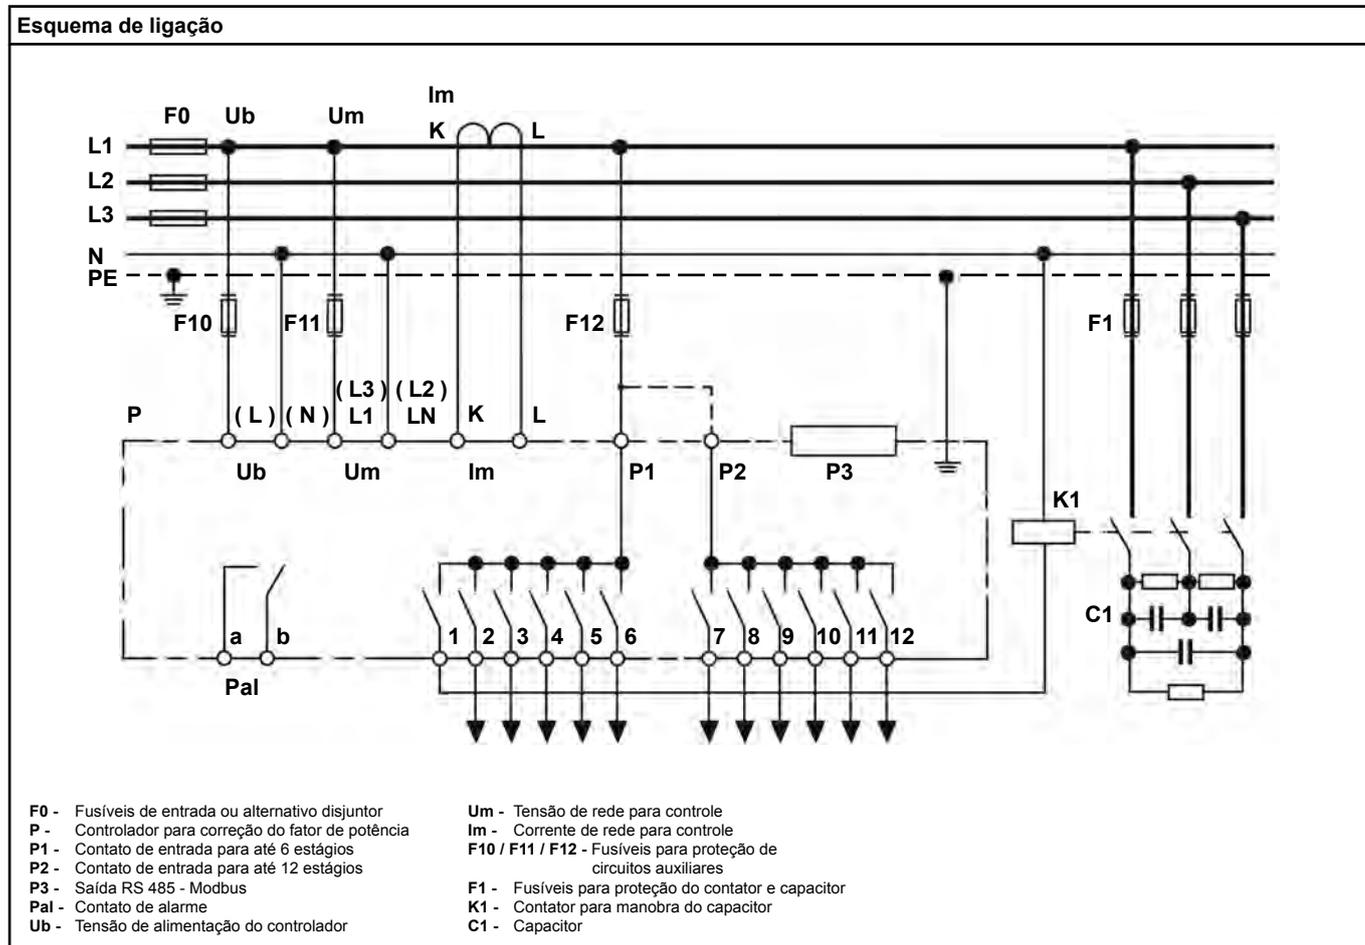 Esquema de ligação
Im
F0 Ub Um
K L
L1
L2
L3
N
PE
F10 F11 F12 F1
( L3 ) ( L2 )
P ( L ) ( N ) L1 LN K L
Ub Um Im P1 P2 P3
K1
C1
a b 1 2 3 4 5 6 7 8 9 10 11 12
Pal
F0 - Fusíveis de entrada ou alternativo disjuntor
P - Controlador para correção do fator de potência
P1 - Contato de entrada para até 6 estágios
P2 - Contato de entrada para até 12 estágios
P3 - Saída RS 485 - Modbus
Pal - Contato de alarme
Ub - Tensão de alimentação do controlador
Um - Tensão de rede para controle
Im - Corrente de rede para controle
F10 / F11 / F12 - Fusíveis para proteção de
circuitos auxiliares
F1 - Fusíveis para proteção do contator e capacitor
K1 - Contator para manobra do capacitor
C1 - Capacitor